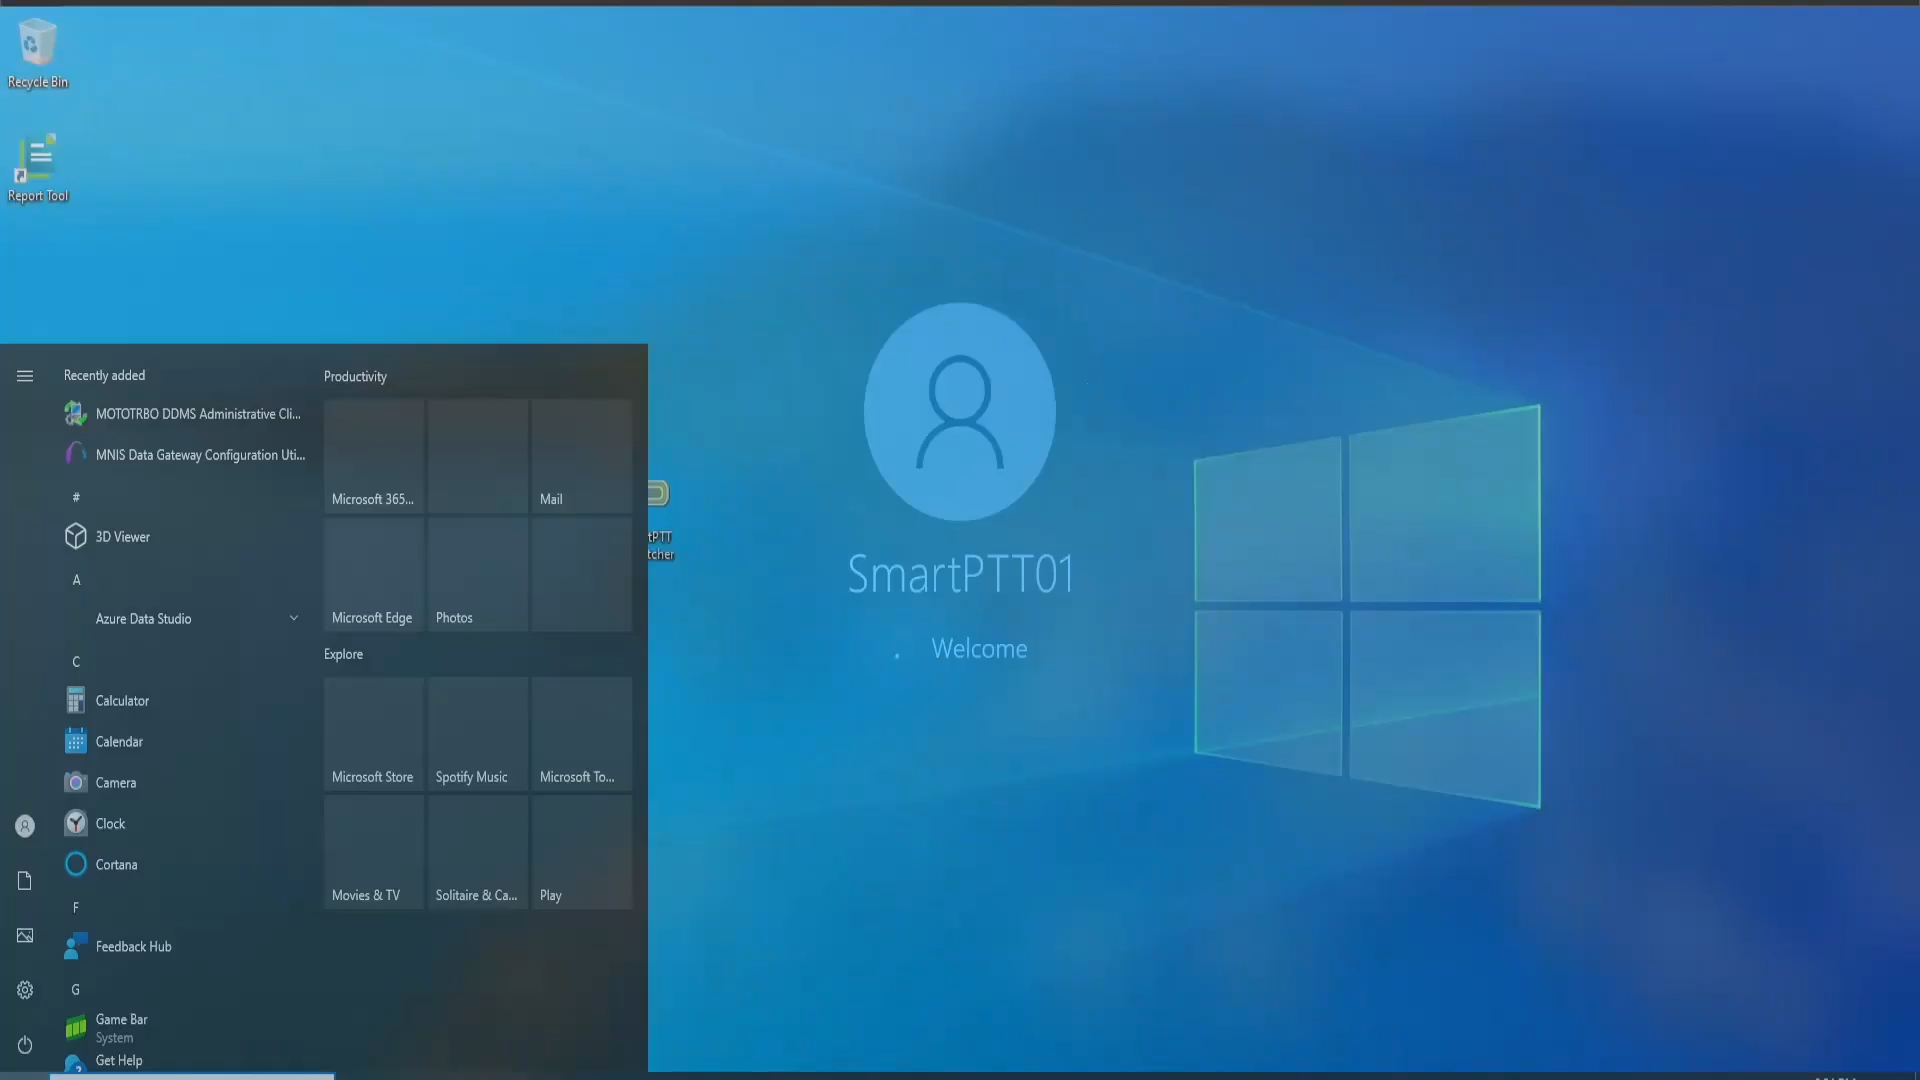 Recycle Bin
Report Tool
Recently added
MOTOTRBO DDMS Administrative Cli...
MNIS Data Gateway Configuration Uti...
#
3D Viewer
A
Azure Data Studio
C
Calculator
Calendar
Camera
Clock
Cortana
F
Feedback Hub
G
Game Bar
System
Get Help
Productivity
Microsoft 365...
Mail
Microsoft Edge
Photos
Explore
Microsoft Store
Spotify Music
Microsoft To...
Movies & TV
Solitaire & Ca...
Play
tPTT
tcher
SmartPTT01
Welcome